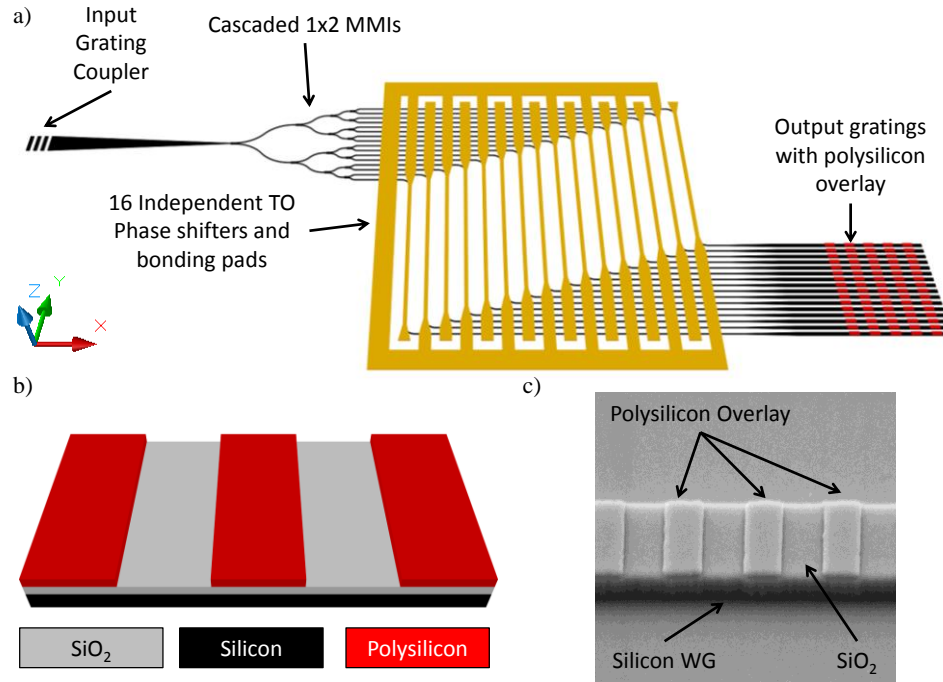 a)
Input
Grating
Coupler
Cascaded 1x2 MMIs
Output gratings
with polysilicon
overlay
16 Independent TO
Phase shifters and
bonding pads
Z
Y
X
b)
SiO2
Silicon
Polysilicon
c)
Polysilicon Overlay
Silicon WG
SiO2